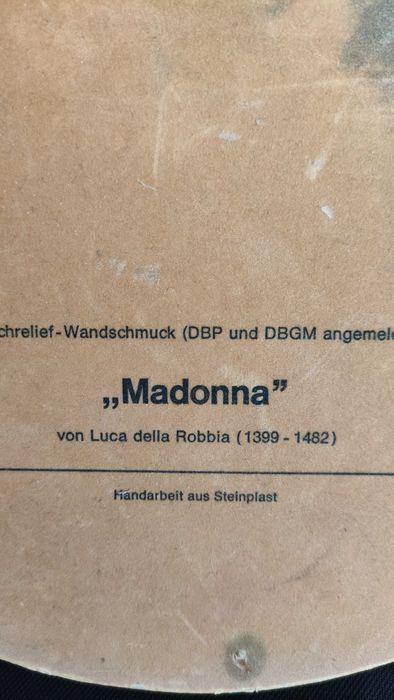 chrelief-Wandschmuck (DBP und DBGM angemel
„Madonna”
von Luca della Robbia (1399 - 1482)
Handarbeit aus Steinplast